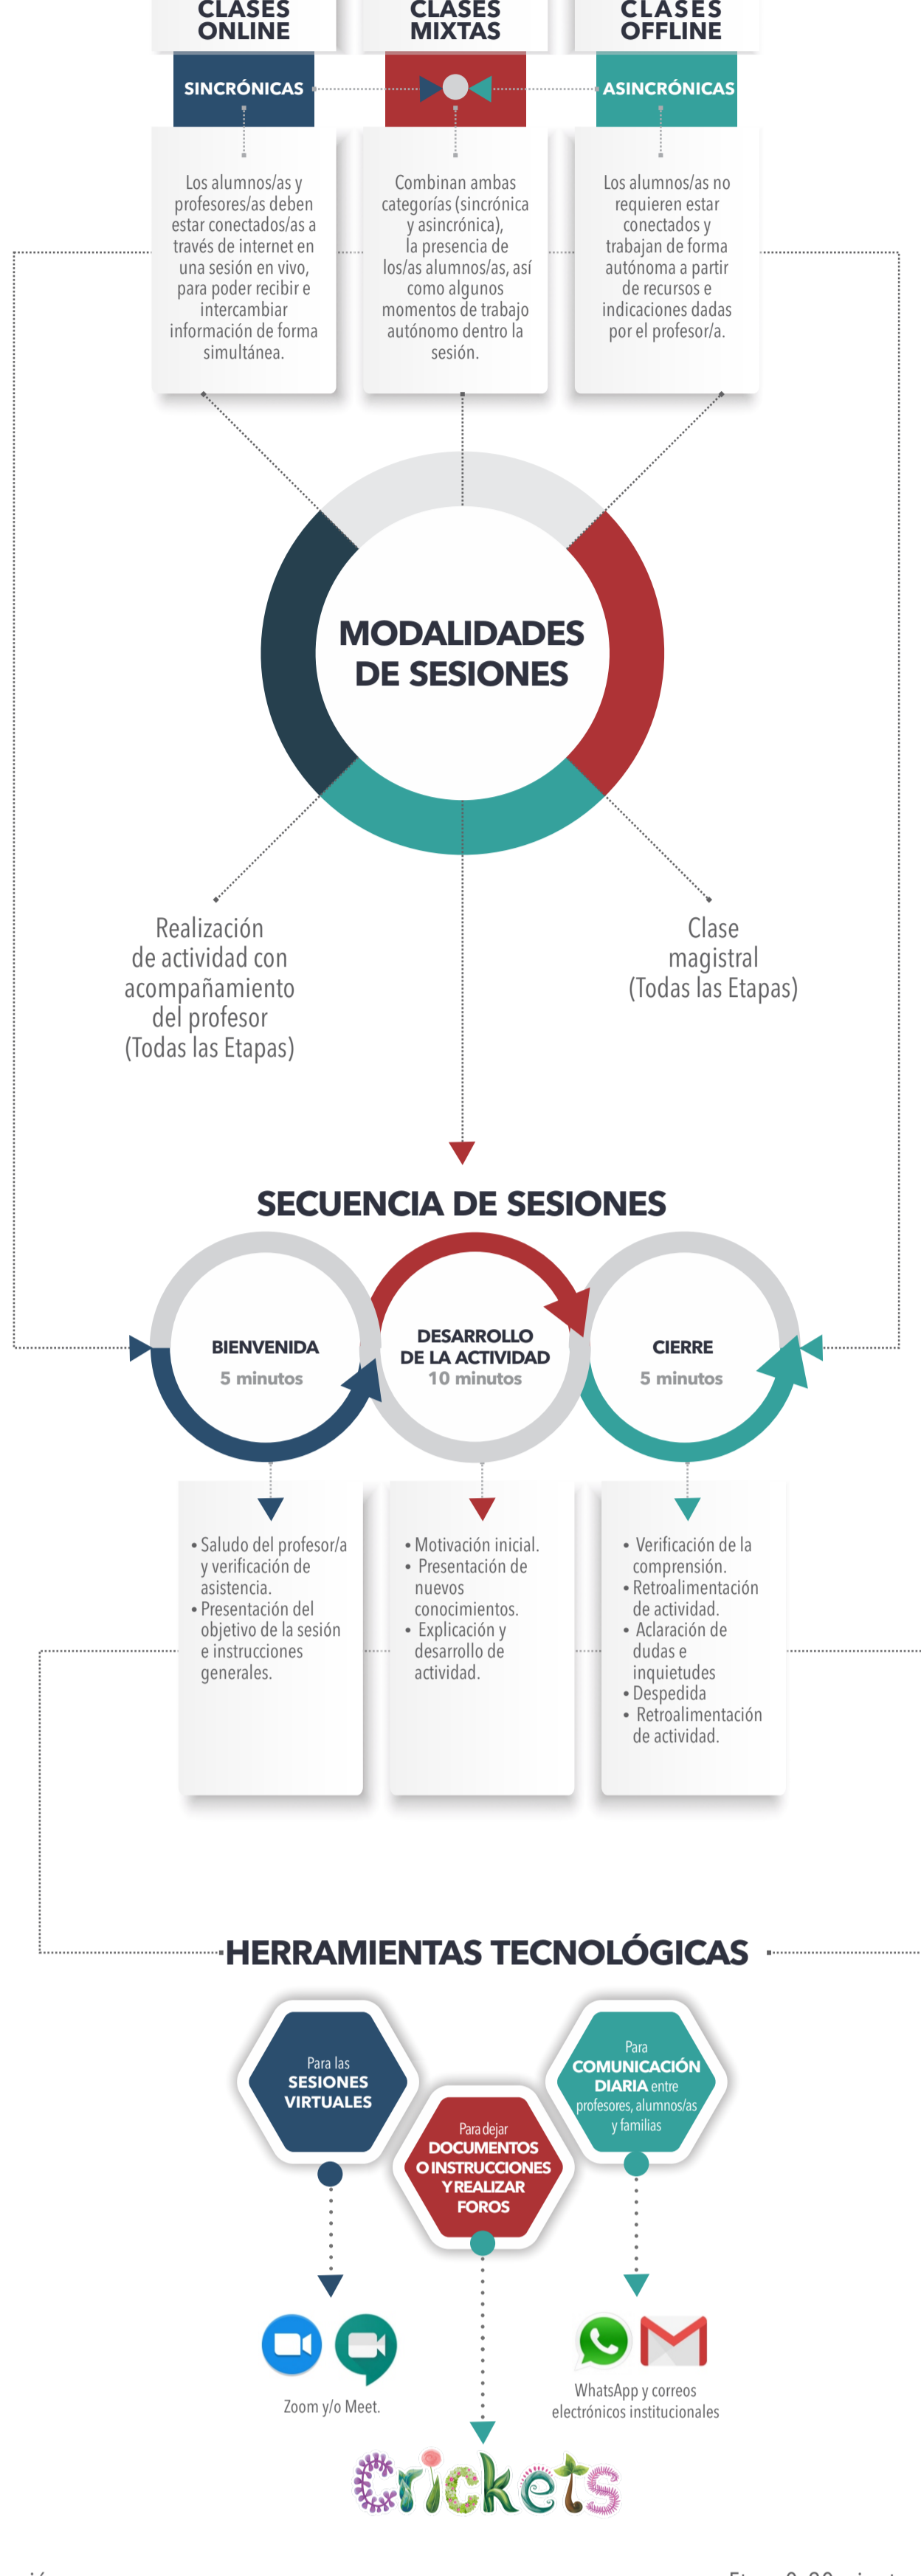 CLASES
ONLINE
CLASES
MIXTAS
CLASES
OFFLINE
SINCRÓNICAS
ASINCRÓNICAS
Los alumnos/as y
profesores/as deben
estar conectados/as a
través de internet en
una sesión en vivo,
para poder recibir e
intercambiar
información de forma
simultánea.
Combinan ambas
categorías (sincrónica
y asincrónica),
la presencia de
los/as alumnos/as, así
como algunos
momentos de trabajo
autónomo dentro la
sesión.
Los alumnos/as no
requieren estar
conectados y
trabajan de forma
autónoma a partir
de recursos e
indicaciones dadas
por el profesor/a.
MODALIDADES
DE SESIONES
Realización
de actividad con
acompañamiento
del profesor
(Todas las Etapas)
Clase
magistral
(Todas las Etapas)
SECUENCIA DE SESIONES
BIENVENIDA
5 minutos
DESARROLLO
DE LA ACTIVIDAD
10 minutos
CIERRE
5 minutos
• Saludo del profesor/a
y verificación de
asistencia.
• Presentación del
objetivo de la sesión
e instrucciones
generales.
• Motivación inicial.
• Presentación de
nuevos
conocimientos.
• Explicación y
desarrollo de
actividad.
• Verificación de la
comprensión.
• Retroalimentación
de actividad.
• Aclaración de
dudas e
inquietudes
• Despedida
• Retroalimentación
de actividad.
HERRAMIENTAS TECNOLÓGICAS
Para las
SESIONES
VIRTUALES
Para dejar
DOCUMENTOS
O INSTRUCCIONES
Y REALIZAR
FOROS
Para
COMUNICACIÓN
DIARIA entre
profesores, alumnos/as
y familias
Zoom y/o Meet.
WhatsApp y correos
electrónicos institucionales
Crickets